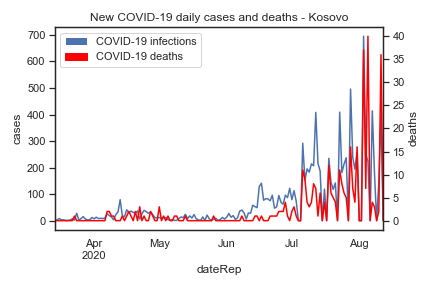 New COVID-19 daily cases and deaths - Kosovo
COVID-19 infections
COVID-19 deaths
cases
700
600
500
400
300
200
100
0
deaths
40
35
30
25
20
15
10
5
0
Apr
2020
May
Jun
Jul
Aug
dateRep